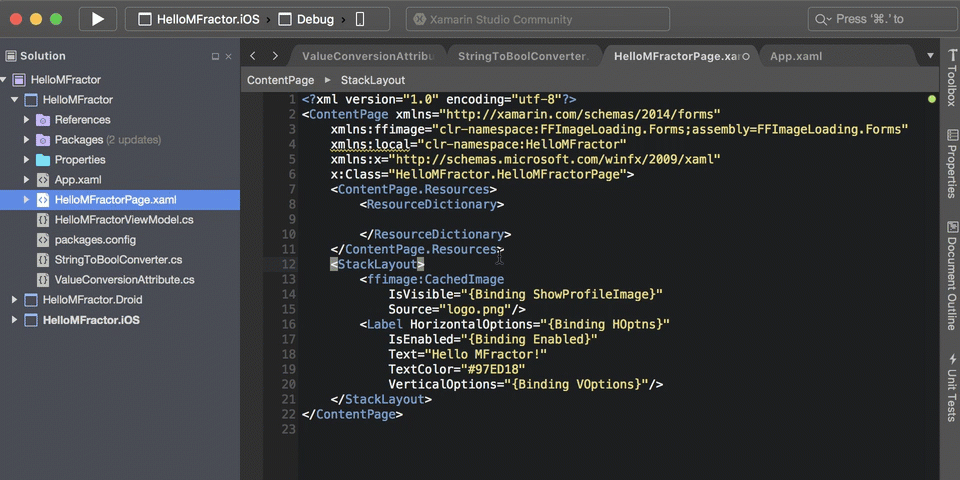 HelloMFractor.iOS > Debug >
Xamarin Studio Community
Press '⌘.' to
Solution
ValueConversionAttribu
StringToBoolConverter.
HelloMFractorPage.xam
App.xaml
HelloMFractor
HelloMFractor
References
Packages (2 updates)
Properties
App.xaml
HelloMFractorPage.xaml
HelloMFractorViewModel.cs
packages.config
StringToBoolConverter.cs
ValueConversionAttribute.cs
HelloMFractor.Droid
HelloMFractor.iOS
ContentPage ▸ StackLayout
1 <?xml version="1.0" encoding="utf-8"?>
2 <ContentPage xmlns="http://xamarin.com/schemas/2014/forms"
3 xmlns:ffimage="clr-namespace:FFImageLoading.Forms;assembly=FFImageLoading.Forms"
4 xmlns:local="clr-namespace:HelloMFractor"
5 xmlns:x="http://schemas.microsoft.com/winfx/2009/xaml"
6 x:Class="HelloMFractor.HelloMFractorPage">
7 <ContentPage.Resources>
8 <ResourceDictionary>
9
10 </ResourceDictionary>
11 </ContentPage.Resources>
12 <StackLayout>
13 <ffimage:CachedImage
14 IsVisible="{Binding ShowProfileImage}"
15 Source="logo.png"/>
16 <Label HorizontalOptions="{Binding HOptns}"
17 IsEnabled="{Binding Enabled}"
18 Text="Hello MFractor!"
19 TextColor="#97ED18"
20 VerticalOptions="{Binding VOptions}"/>
21 </StackLayout>
22 </ContentPage>
23
Toolbox
Properties
Document Outline
Unit Tests